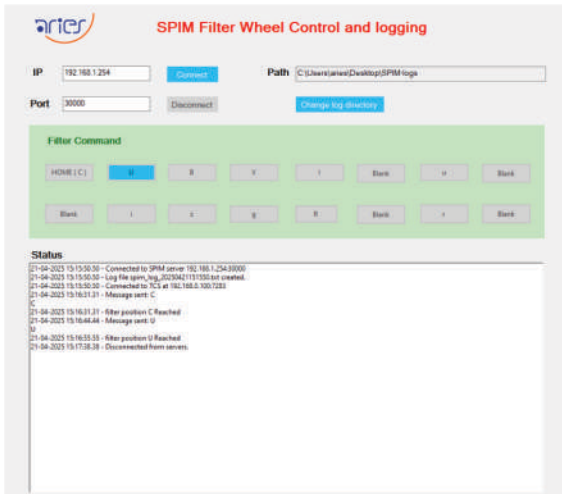 aries
SPIM Filter Wheel Control and logging
IP 192.168.1.254 Connect Path C:\Users\aries\Desktop\SPIM-logs
Port 30000 Disconnect Change log directory
Filter Command
HOME ( C ) U B V I Blank u Blank
Blank i z g R Blank r Blank
Status
21-04-2025 15:15:50.50 - Connected to SPIM server 192.168.1.254:30000
21-04-2025 15:15:50.50 - Log file spim_log_20250421151550.txt created.
21-04-2025 15:15:50.50 - Connected to TCS at 192.168.0.100:7283
21-04-2025 15:16:31.31 - Message sent: C
C
21-04-2025 15:16:31.31 - filter position C Reached
21-04-2025 15:16:44.44 - Message sent: U
U
21-04-2025 15:16:55.55 - filter position U Reached
21-04-2025 15:17:38.38 - Disconnected from servers.